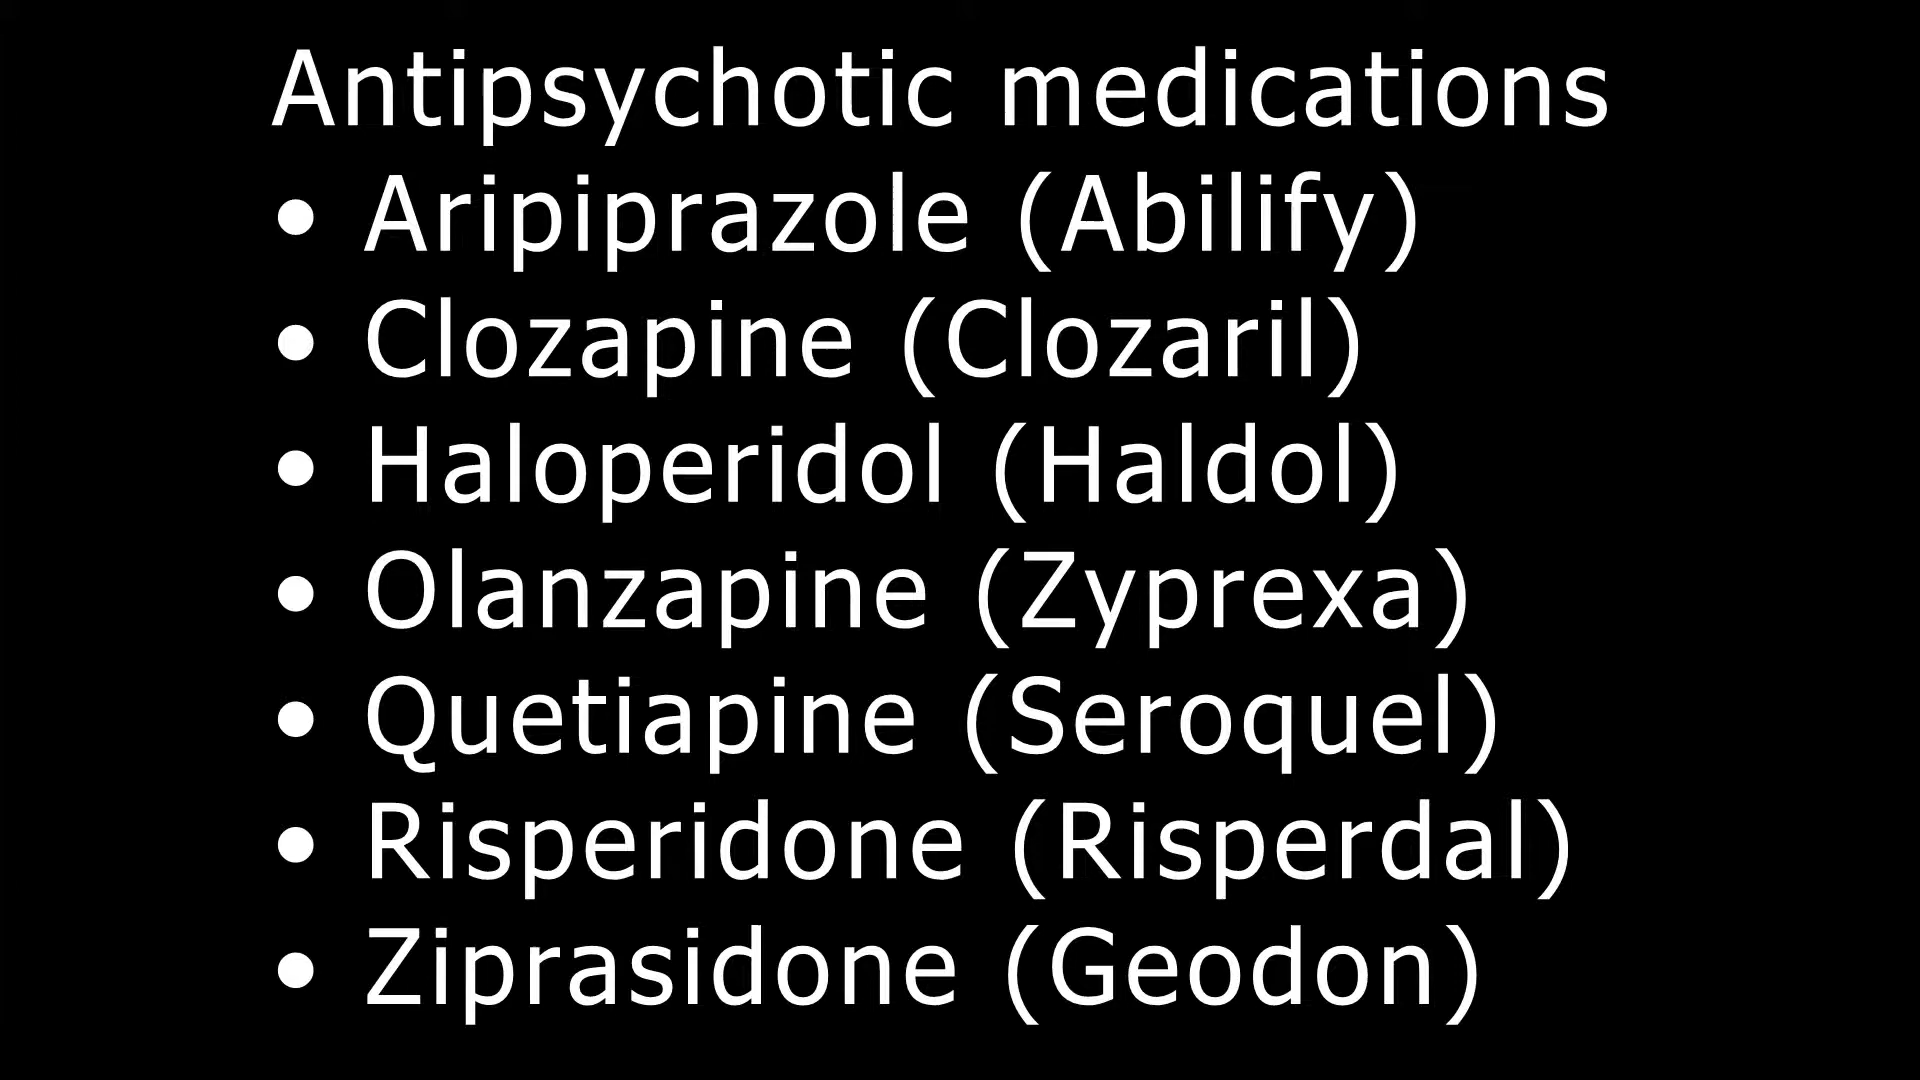 Antipsychotic medications
• Aripiprazole (Abilify)
• Clozapine (Clozaril)
• Haloperidol (Haldol)
• Olanzapine (Zyprexa)
• Quetiapine (Seroquel)
• Risperidone (Risperdal)
• Ziprasidone (Geodon)